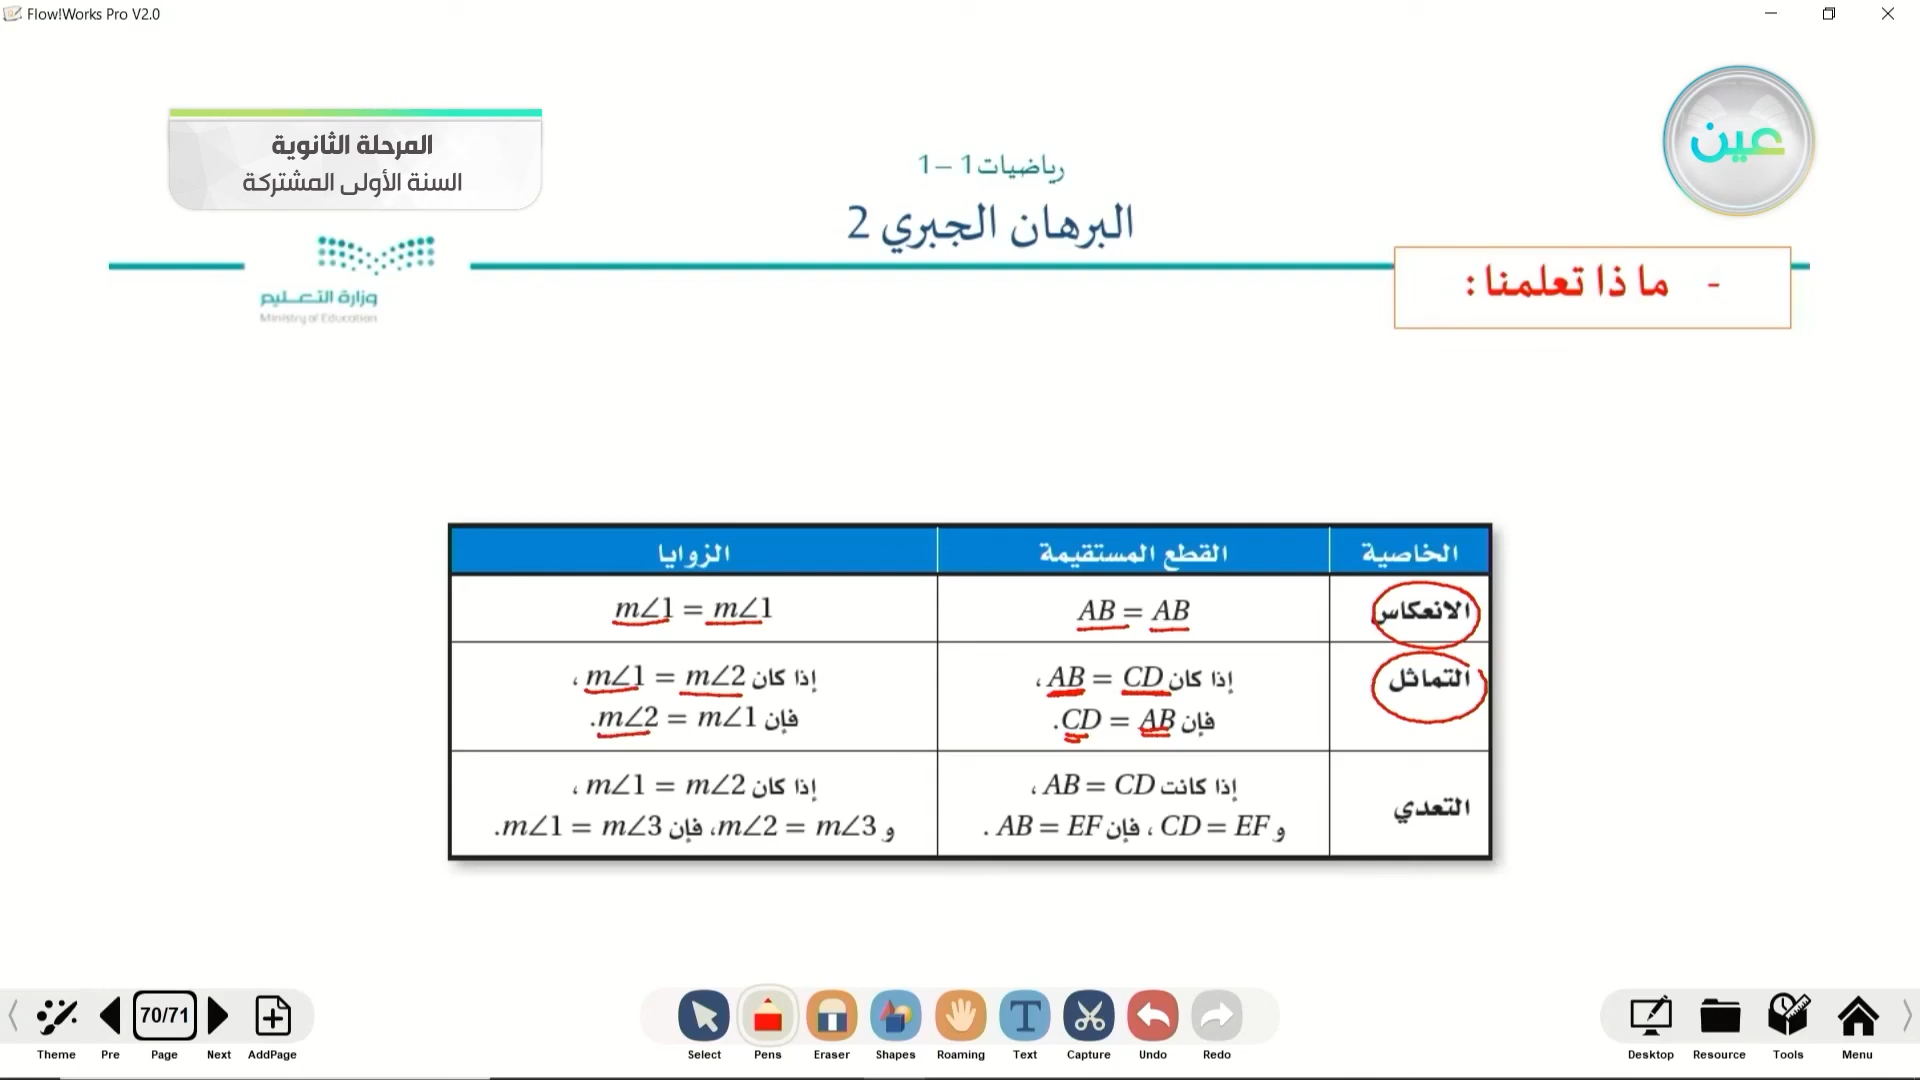 Flow!Works Pro V2.0
عين
المرحلة الثانوية
السنة الأولى المشتركة
رياضيات 1 – 1
البرهان الجبري 2
وزارة التعليم
Ministry of Education
- ما ذا تعلمنا :
الخاصية القطع المستقيمة الزوايا
الانعكاس AB = AB m∠1 = m∠1
التماثل
إذا كان AB = CD ،
فإن CD = AB.
إذا كان m∠1 = m∠2 ،
فإن m∠2 = m∠1.
التعدي
إذا كانت AB = CD ،
و CD = EF ، فإن AB = EF .
إذا كان m∠1 = m∠2 ،
و m∠2 = m∠3، فإن m∠1 = m∠3.
70/71
Theme Pre Page Next AddPage
Select Pens Eraser Shapes Roaming Text Capture Undo Redo
Desktop Resource Tools Menu